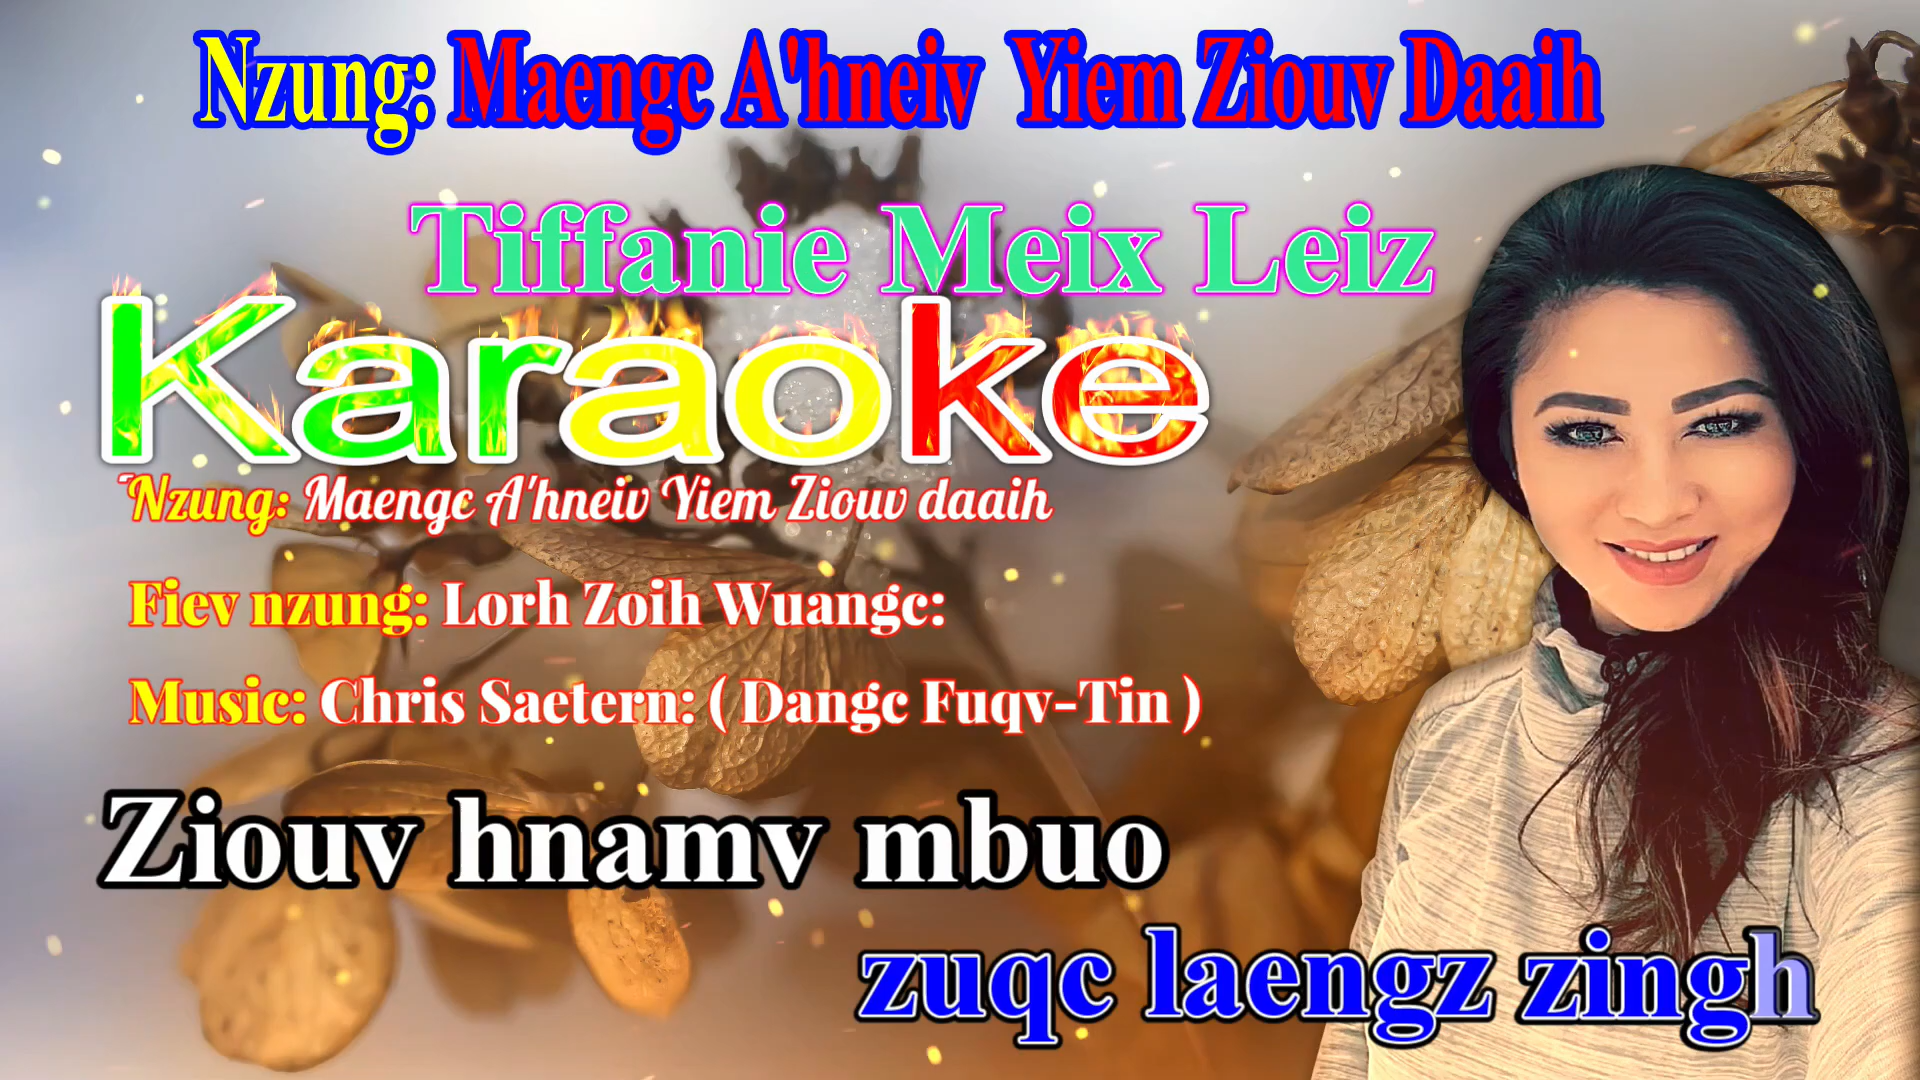 Nzung: Maengc A'hneiv Yiem Ziouv Daaih
Tiffanie Meix Leiz
Karaoke
Nzung: Maengc A'hneiv Yiem Ziouv daaih
Fiev nzung: Lorh Zoih Wuangc:
Music: Chris Saetern: ( Dangc Fuqv-Tin )
Ziouv hnamv mbuo
zuqc laengz zingh